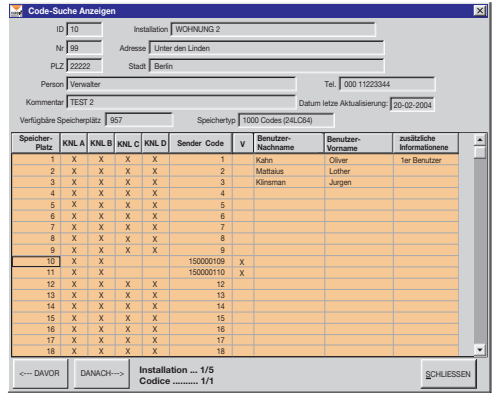 Code-Suche Anzeigen
ID 10 Installation WOHNUNG 2
Nr 99 Adresse Unter den Linden
PLZ 22222 Stadt Berlin
Person Verwalter Tel. 000 11223344
Kommentar TEST 2 Datum letze Aktualisierung: 20-02-2004
Verfügbäre Speicherplätz 957 Speichertyp 1000 Codes (24LC64)
Speicher-Platz KNL A KNL B KNL C KNL D Sender Code V Benutzer-Nachname Benutzer-Vorname zusätzliche Informationene
1 X X X X 1 Kahn Oliver 1er Benutzer
2 X X X X 2 Mattaius Lother
3 X X X X 3 Klinsman Jurgen
4 X X X X 4
5 X X X X 5
6 X X X X 6
7 X X X X 7
8 X X X X 8
9 X X X X 9
10 X X 150000109 X
11 X X 150000110 X
12 X X X X 12
13 X X X X 13
14 X X X X 14
15 X X X X 15
16 X X X X 16
17 X X X X 17
18 X X X X 18
<--- DAVOR DANACH---> Installation ... 1/5
Codice .......... 1/1
SCHLIESSEN